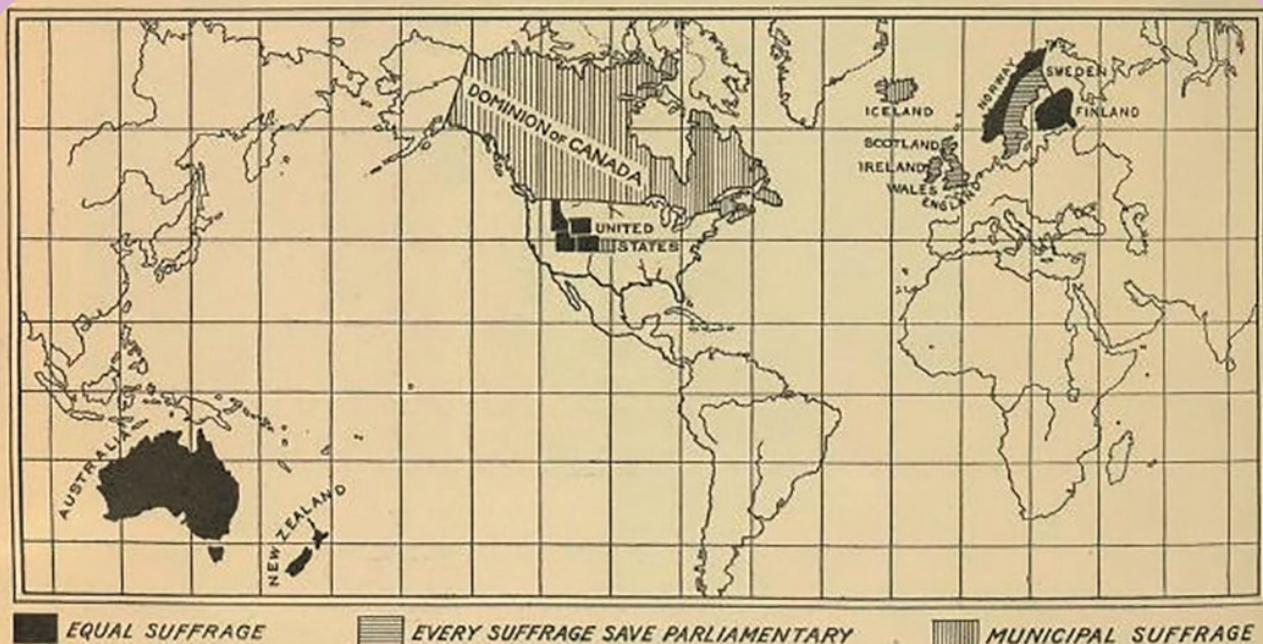 NORWAY
SWEDEN
ICELAND
FINLAND
DOMINION OF CANADA
SCOTLAND
IRELAND
WALES
ENGLAND
UNITED
STATES
AUSTRALIA
NEW ZEALAND
EQUAL SUFFRAGE
EVERY SUFFRAGE SAVE PARLIAMENTARY
MUNICIPAL SUFFRAGE